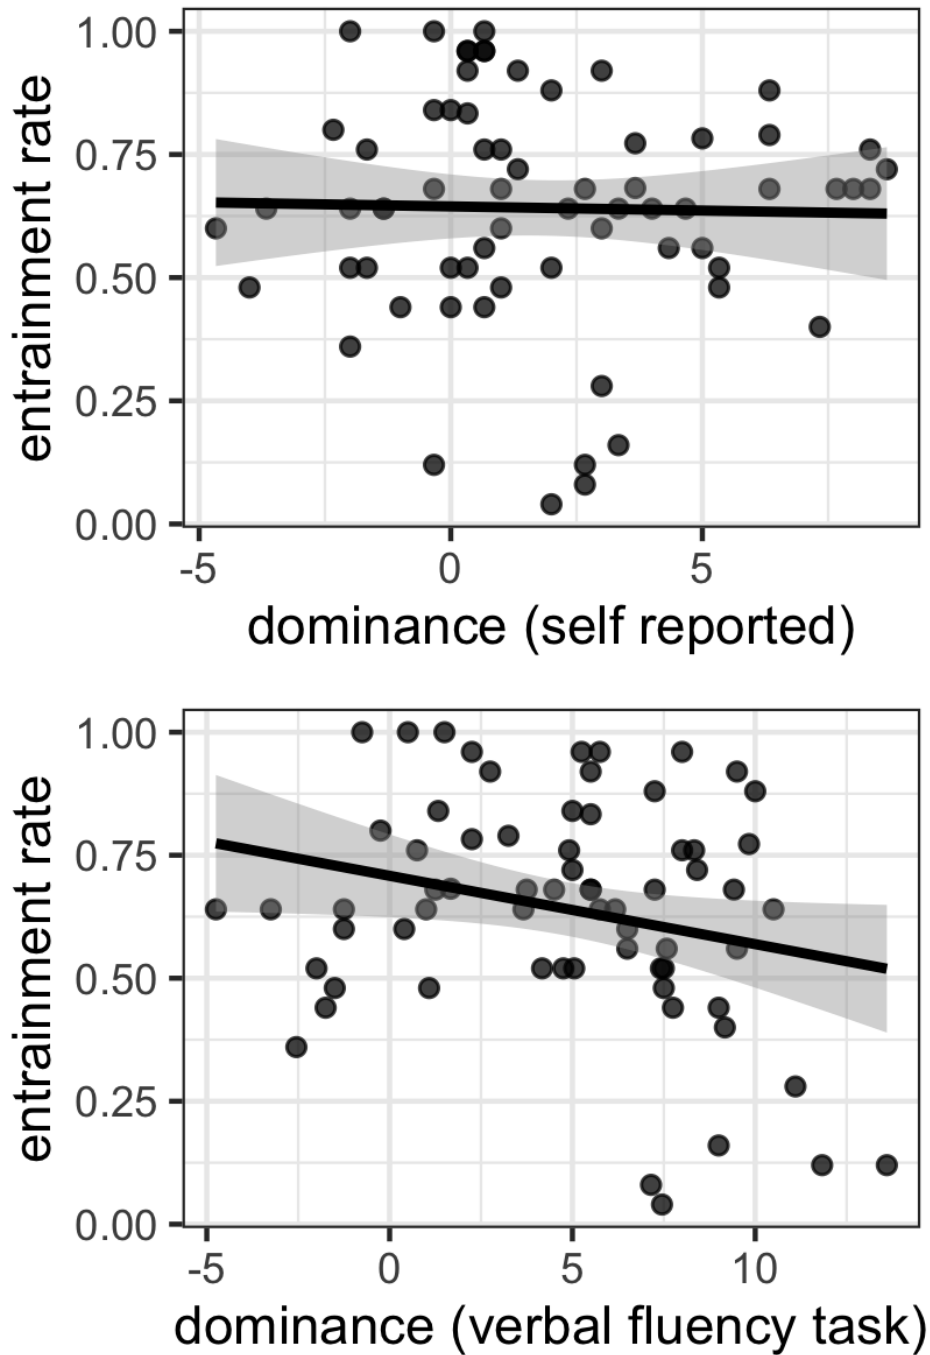 entrainment rate
1.00
0.75
0.50
0.25
0.00
-5 0 5
dominance (self reported)
entrainment rate
1.00
0.75
0.50
0.25
0.00
-5 0 5 10
dominance (verbal fluency task)